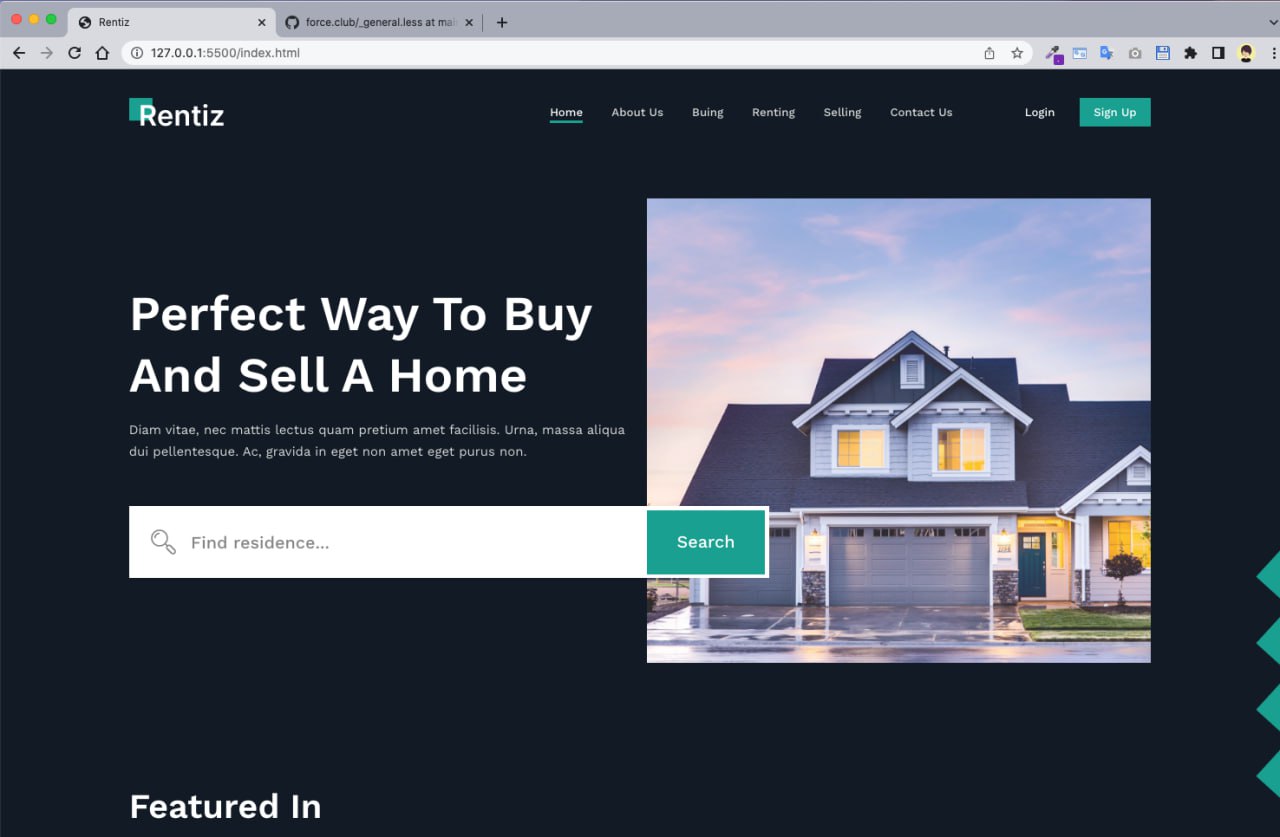 Rentiz
force.club/_general.less at mai
127.0.0.1:5500/index.html
Rentiz
Home
About Us
Buing
Renting
Selling
Contact Us
Login
Sign Up
Perfect Way To Buy
And Sell A Home
Diam vitae, nec mattis lectus quam pretium amet facilisis. Urna, massa aliqua
dui pellentesque. Ac, gravida in eget non amet eget purus non.
Find residence...
Search
Featured In